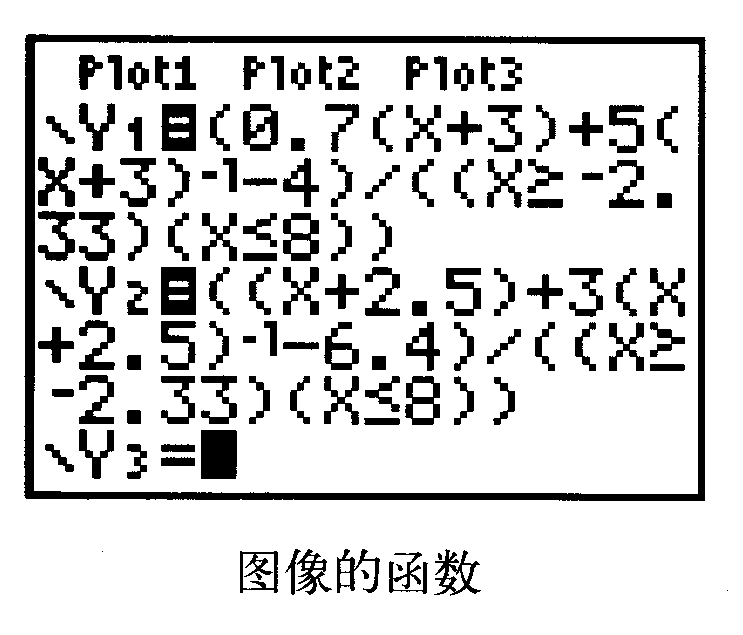 Plot1 Plot2 Plot3
\Y₁=(0.7(X+3)+5(
X+3)⁻¹-4)/((X≥⁻2.
33)(X≤8))
\Y₂=((X+2.5)+3(X
+2.5)⁻¹-6.4)/((X≥
⁻2.33)(X≤8))
\Y₃=
图像的函数